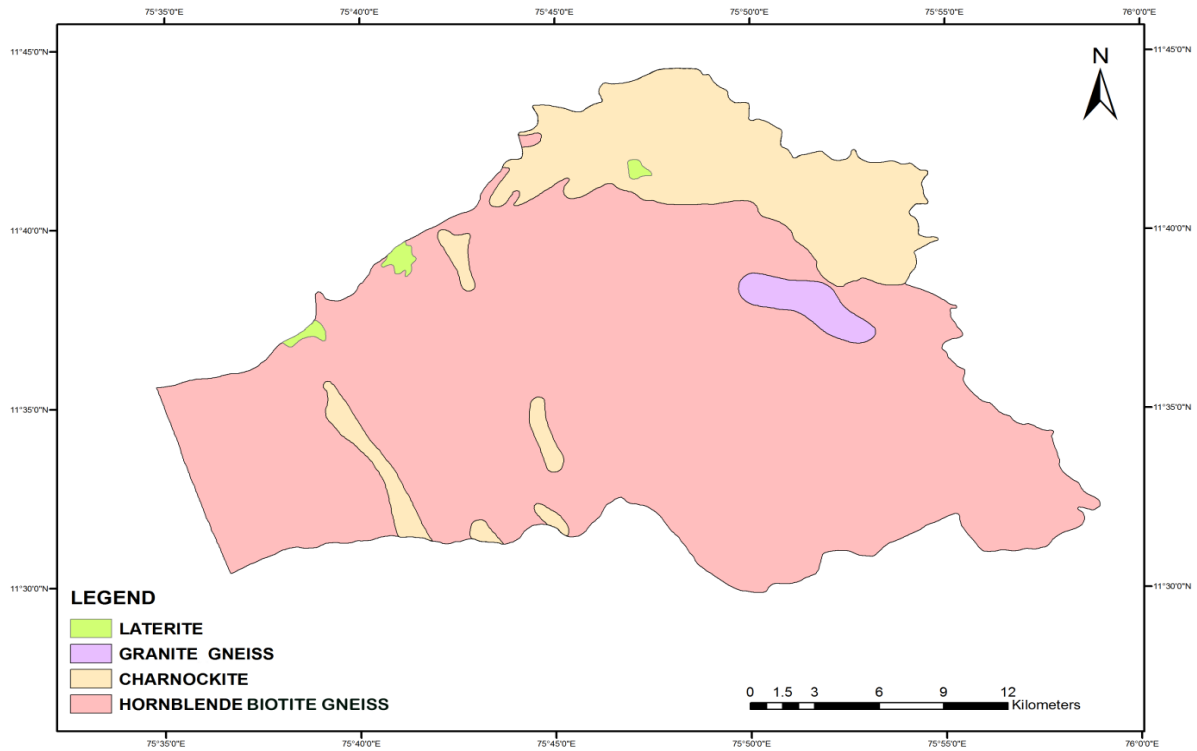 75°35'0"E 75°40'0"E 75°45'0"E 75°50'0"E 75°55'0"E 76°0'0"E
11°45'0"N 11°45'0"N
N
11°40'0"N 11°40'0"N
11°35'0"N 11°35'0"N
11°30'0"N 11°30'0"N
LEGEND
LATERITE
GRANITE GNEISS
CHARNOCKITE
HORNBLENDE BIOTITE GNEISS
0 1.5 3 6 9 12
Kilometers
75°35'0"E 75°40'0"E 75°45'0"E 75°50'0"E 75°55'0"E 76°0'0"E